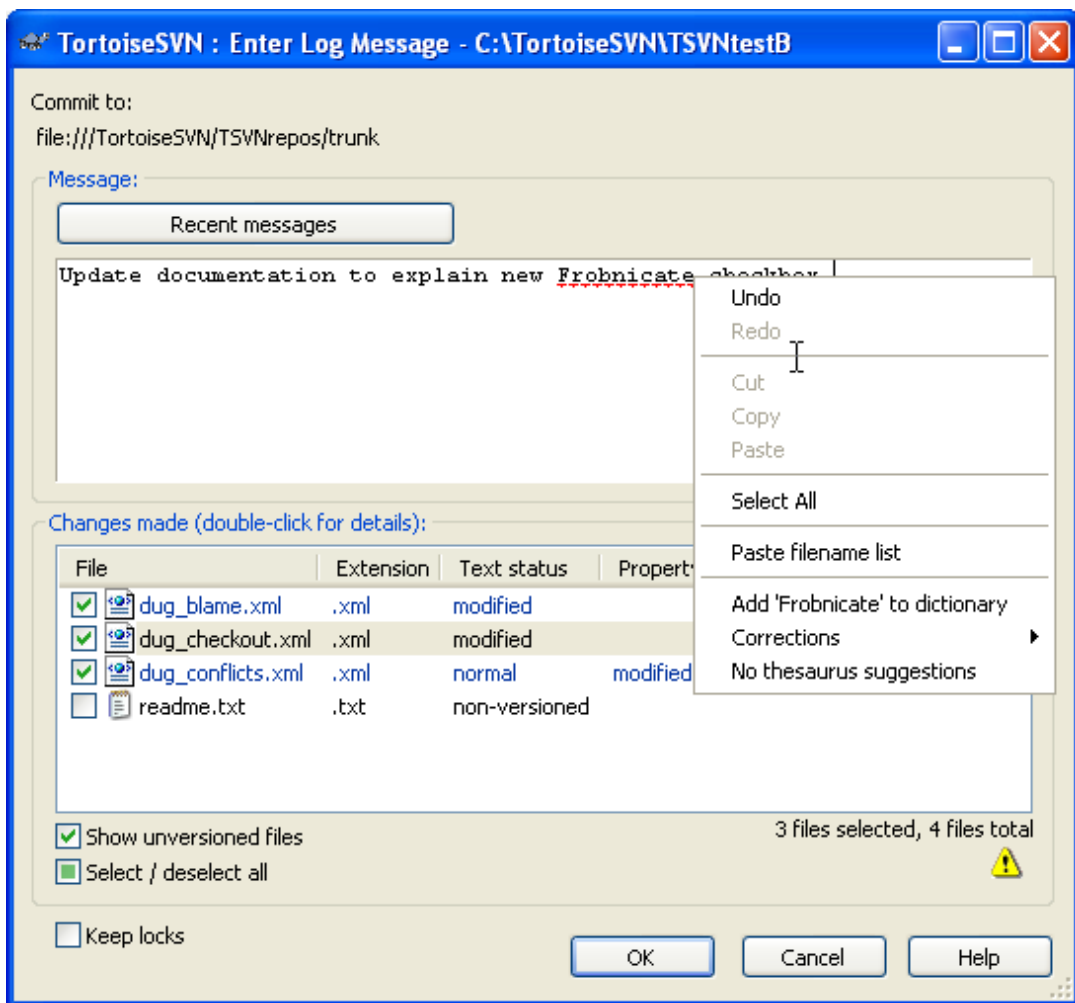 TortoiseSVN : Enter Log Message - C:\TortoiseSVN\TSVNtestB
Commit to:
file:///TortoiseSVN/TSVNrepos/trunk
Message:
Recent messages
Update documentation to explain new Frobnicate checkbox
Undo
Redo
Cut
Copy
Paste
Select All
Paste filename list
Add 'Frobnicate' to dictionary
Corrections
No thesaurus suggestions
Changes made (double-click for details):
File Extension Text status Property
dug_blame.xml .xml modified
dug_checkout.xml .xml modified
dug_conflicts.xml .xml normal modified
readme.txt .txt non-versioned
Show unversioned files 3 files selected, 4 files total
Select / deselect all
Keep locks
OK Cancel Help